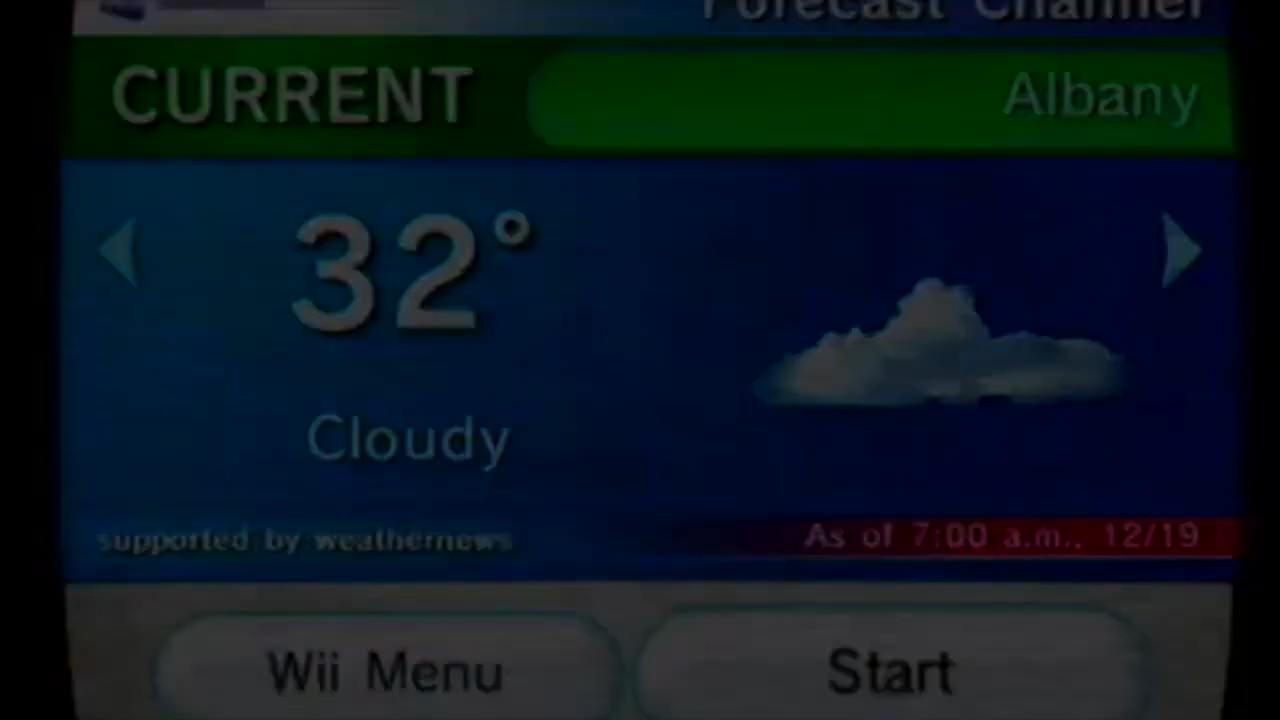 Forecast Channel
CURRENT
Albany
32°
Cloudy
supported by weathernews
As of 7:00 a.m., 12/19
Wii Menu
Start